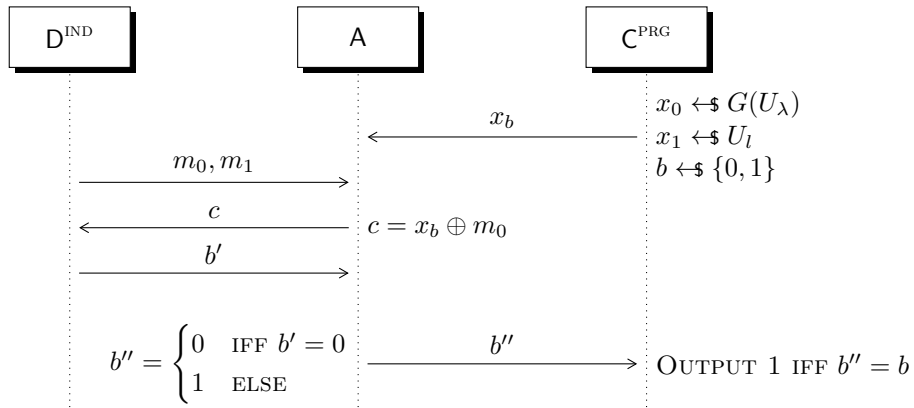 D^IND A C^PRG
x_0 ←$ G(U_λ)
x_b x_1 ←$ U_l
m_0, m_1 b ←$ {0, 1}
c c = x_b ⊕ m_0
b′
b″ = { 0 IFF b′ = 0
1 ELSE
b″ OUTPUT 1 IFF b″ = b